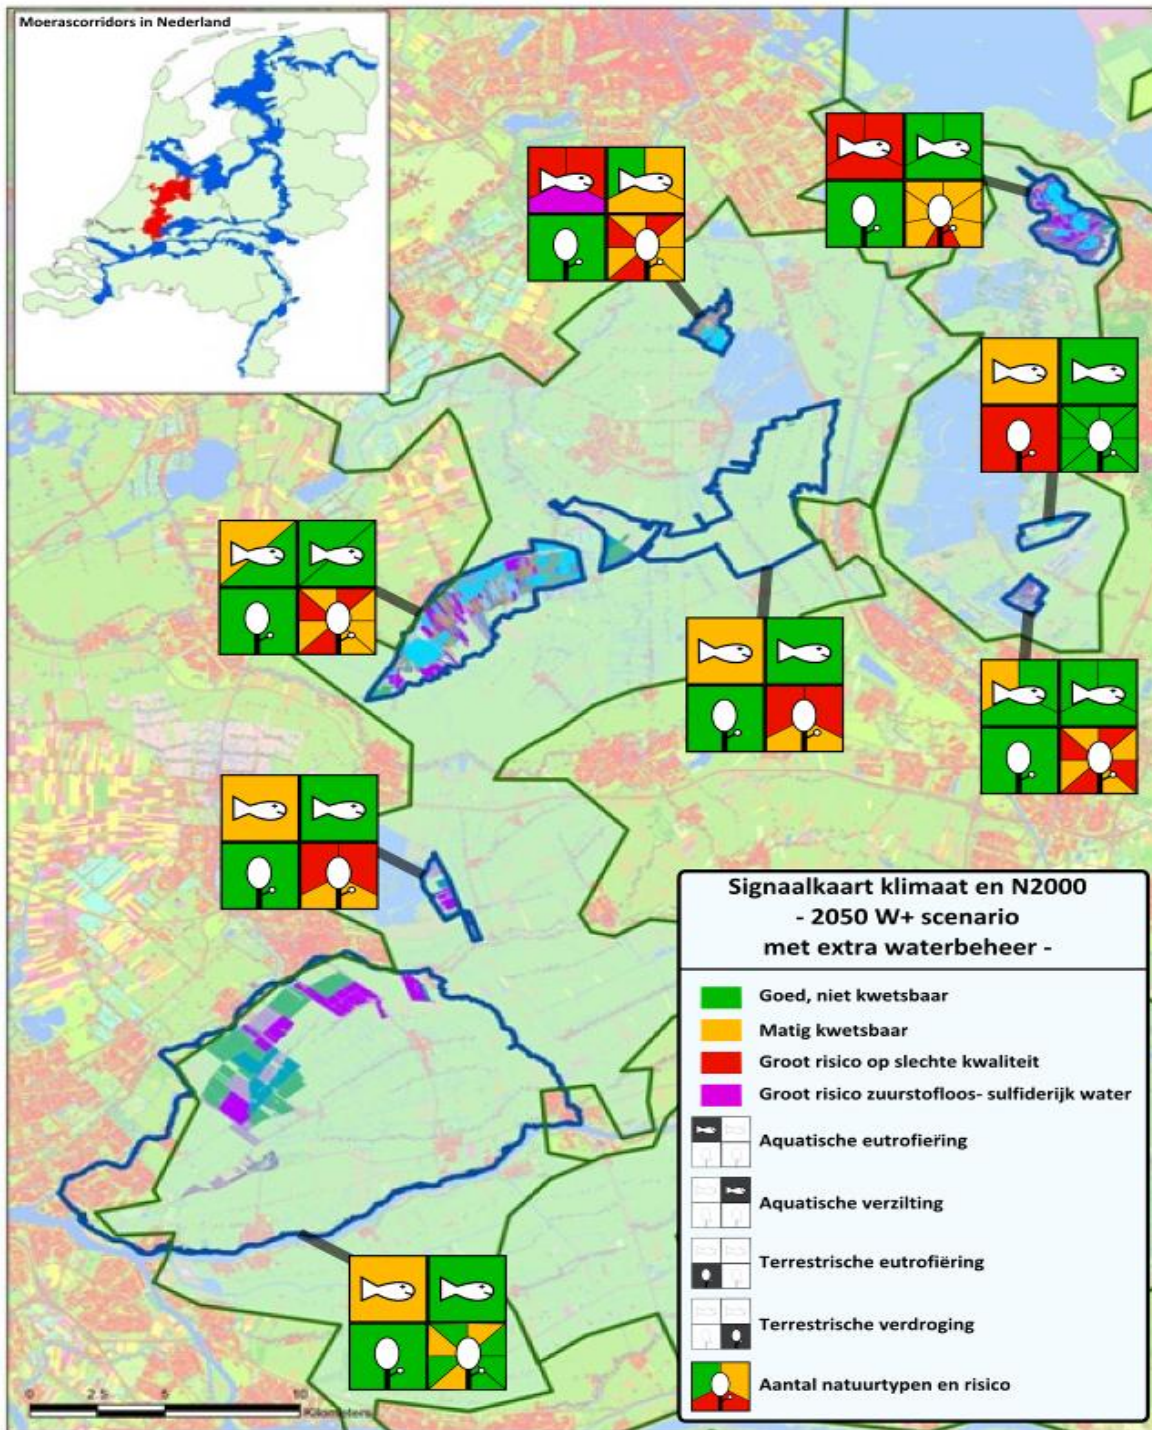 Moerascorridors in Nederland
Signaalkaart klimaat en N2000
- 2050 W+ scenario
met extra waterbeheer -
Goed, niet kwetsbaar
Matig kwetsbaar
Groot risico op slechte kwaliteit
Groot risico zuurstofloos- sulfiderijk water
Aquatische eutrofiering
Aquatische verzilting
Terrestrische eutrofiëring
Terrestrische verdroging
Aantal natuurtypen en risico
0 2.5 5 10
Kilometers